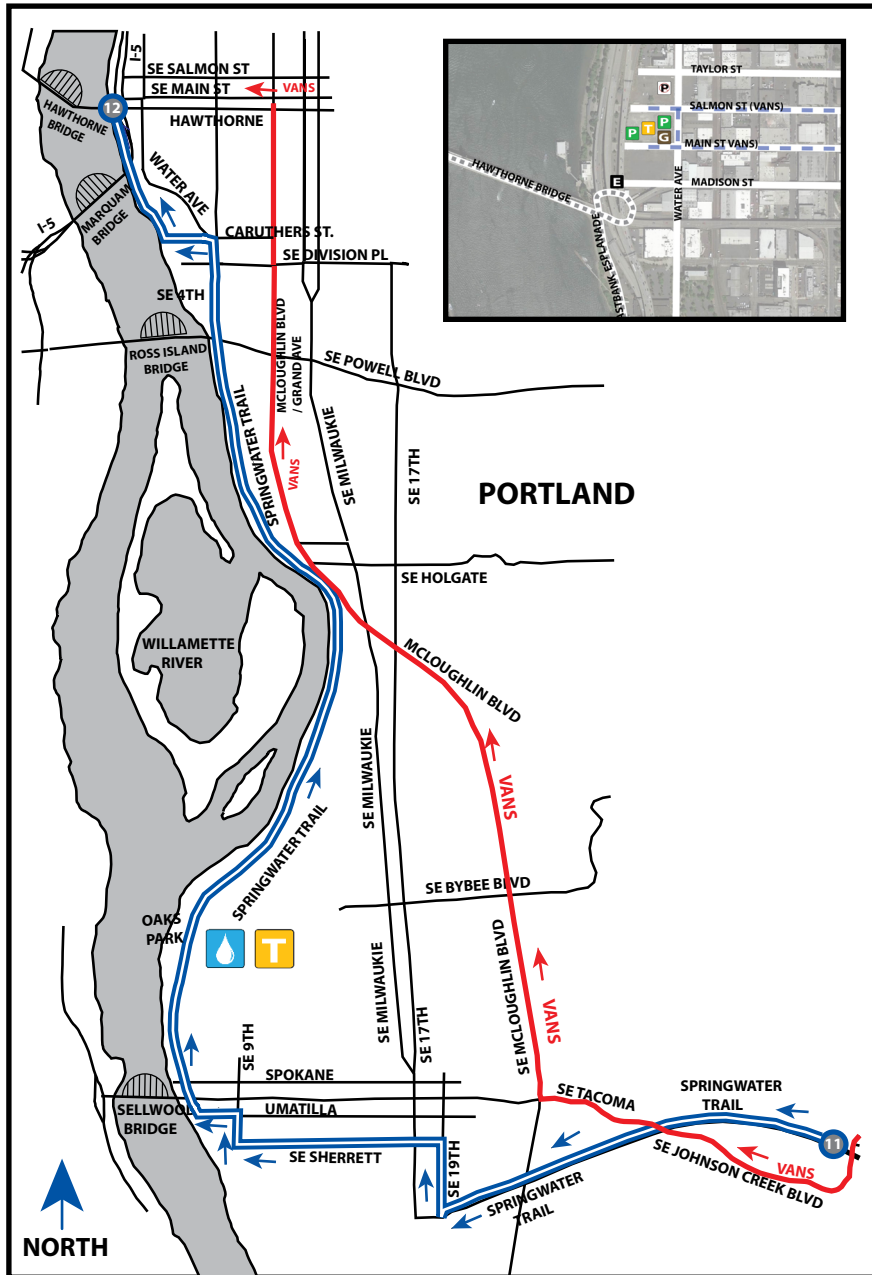 I-5
SE SALMON ST
SE MAIN ST
VANS
HAWTHORNE
12
HAWTHORNE
BRIDGE
WATER AVE
MARQUAM
BRIDGE
I-5
CARUTHERS ST.
SE DIVISION PL
SE 4TH
ROSS ISLAND
BRIDGE
MCLOUGHLIN BLVD
/ GRAND AVE
SE POWELL BLVD
SPRINGWATER TRAIL
VANS
SE MILWAUKIE
SE 17TH
PORTLAND
SE HOLGATE
WILLAMETTE
RIVER
MCLOUGHLIN BLVD
SE MILWAUKIE
VANS
SPRINGWATER TRAIL
SE BYBEE BLVD
OAKS
PARK
T
SE MILWAUKIE
SE 17TH
SE MCLOUGHLIN BLVD
VANS
SE 9TH
SPOKANE
UMATILLA
SELLWOO
BRIDGE
SE TACOMA
SPRINGWATER
TRAIL
11
SE SHERRETT
SE 19TH
SE JOHNSON CREEK BLVD
VANS
SPRINGWATER
TRAIL
NORTH
TAYLOR ST
P
SALMON ST (VANS)
P
T
P
G
MAIN ST VANS)
E
MADISON ST
HAWTHORNE BRIDGE
WATER AVE
STBANK ESPLANADE